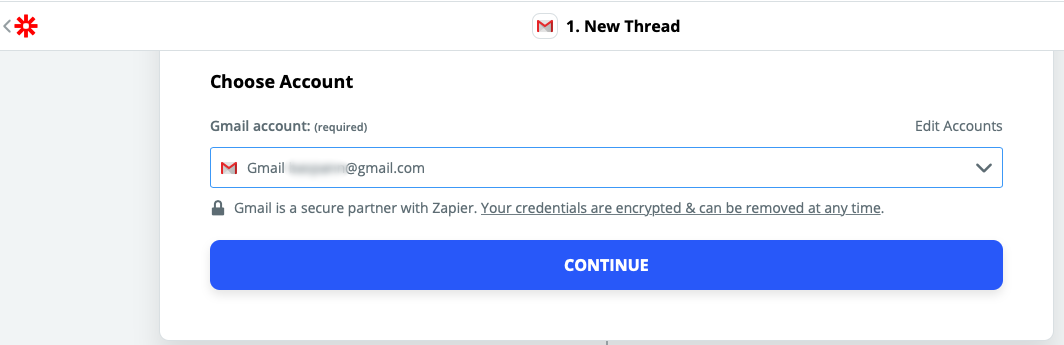 1. New Thread
Choose Account
Gmail account: (required)
Edit Accounts
Gmail @gmail.com
Gmail is a secure partner with Zapier. Your credentials are encrypted & can be removed at any time.
CONTINUE